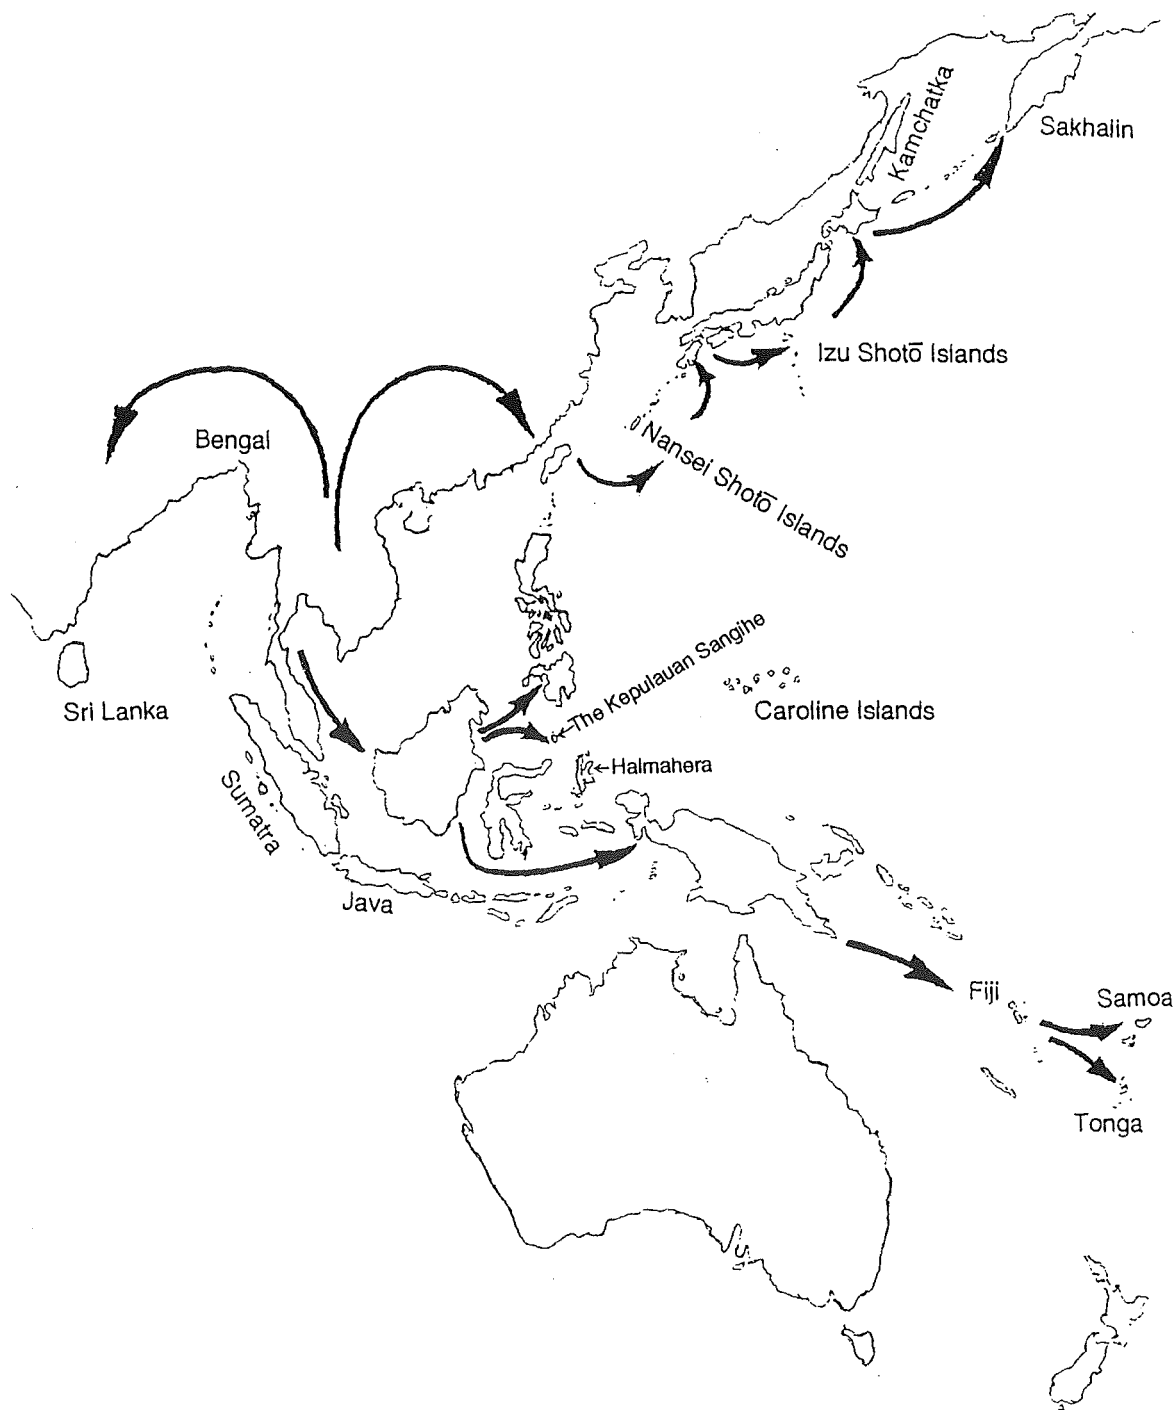 Kamchatka
Sakhalin
Izu Shotō Islands
Bengal
Nansei Shotō Islands
The Kepulauan Sangihe
Sri Lanka
Caroline Islands
Halmahera
Sumatra
Java
Fiji
Samoa
Tonga